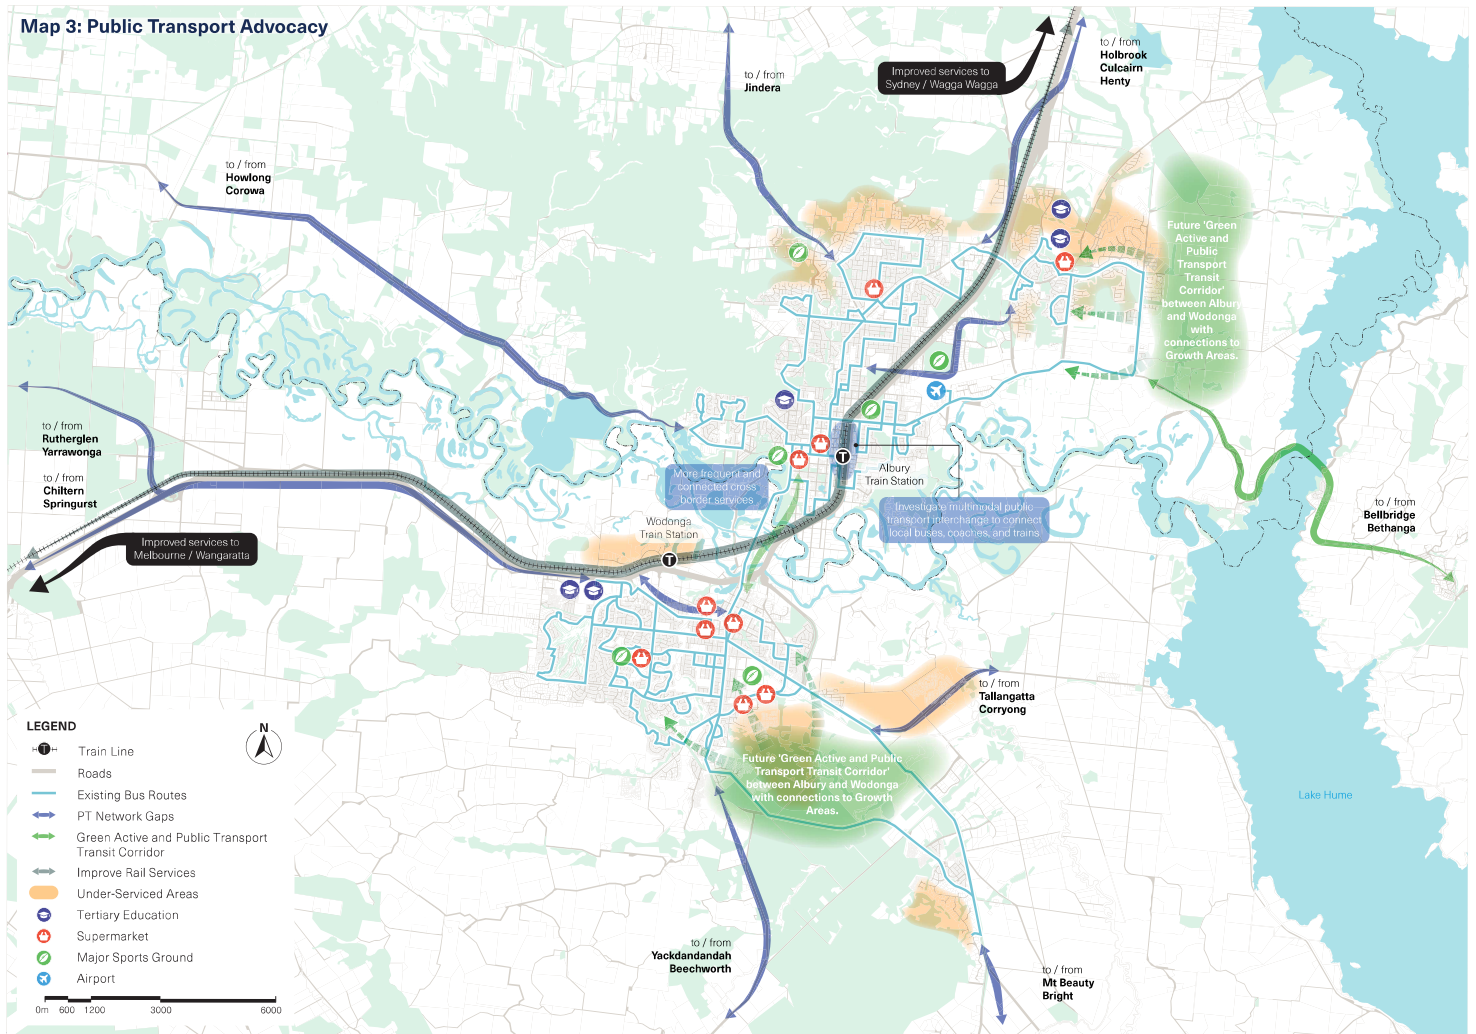 Map 3: Public Transport Advocacy
to / from
Jindera
Improved services to
Sydney / Wagga Wagga
to / from
Holbrook
Culcairn
Henty
to / from
Howlong
Corowa
Future 'Green
Active and
Public
Transport
Transit
Corridor'
between Albury
and Wodonga
with
connections to
Growth Areas.
to / from
Rutherglen
Yarrawonga
to / from
Chiltern
Springurst
Improved services to
Melbourne / Wangaratta
More frequent and
connected cross
border services
T
Albury
Train Station
Investigate multimodal public
transport interchange to connect
local buses, coaches, and trains
Wodonga
Train Station
T
to / from
Bellbridge
Bethanga
to / from
Tallangatta
Corryong
Future 'Green Active and Public
Transport Transit Corridor'
between Albury and Wodonga
with connections to Growth
Areas.
Lake Hume
to / from
Yackdandandah
Beechworth
to / from
Mt Beauty
Bright
LEGEND
N
T
Train Line
Roads
Existing Bus Routes
PT Network Gaps
Green Active and Public Transport
Transit Corridor
Improve Rail Services
Under-Serviced Areas
Tertiary Education
Supermarket
Major Sports Ground
Airport
0m 600 1200 3000 6000